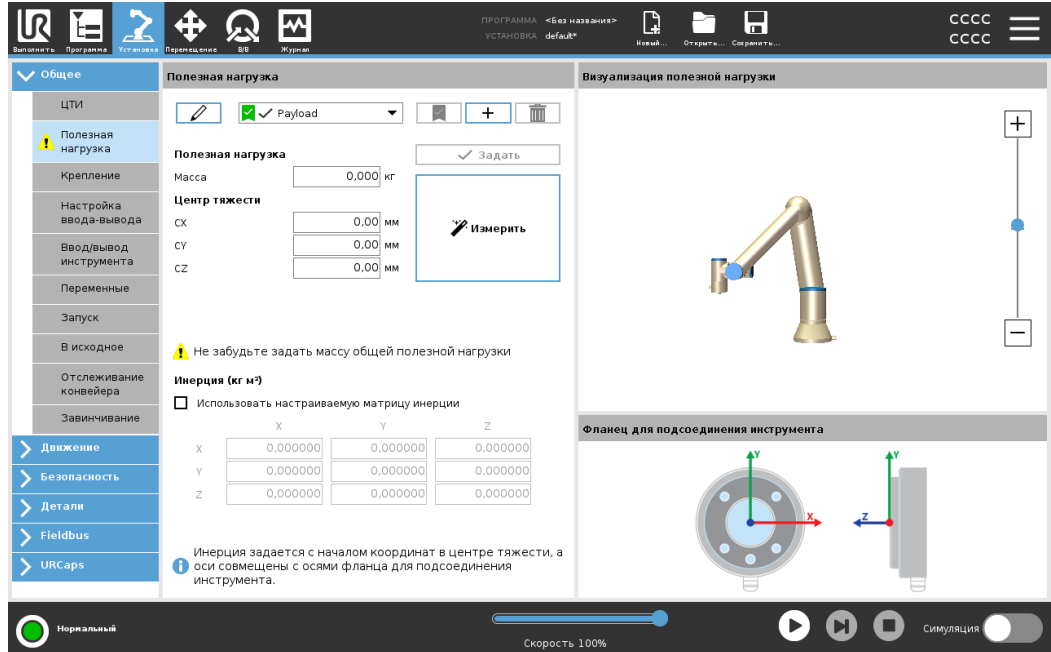 ПРОГРАММА <Без названия>
УСТАНОВКА default*
Выполнить Программа Установка Перемещение В/В Журнал
Новый... Открыть... Сохранить...
CCCC
CCCC
Общее
ЦТИ
Полезная
нагрузка
Крепление
Настройка
ввода-вывода
Ввод/вывод
инструмента
Переменные
Запуск
В исходное
Отслеживание
конвейера
Завинчивание
Движение
Безопасность
Детали
Fieldbus
URCaps
Полезная нагрузка
Payload
Полезная нагрузка
Задать
Масса 0,000 кг
Центр тяжести
CX 0,00 мм
CY 0,00 мм
CZ 0,00 мм
Измерить
Не забудьте задать массу общей полезной нагрузки
Инерция (кг м²)
Использовать настраиваемую матрицу инерции
X Y Z
X 0,000000 0,000000 0,000000
Y 0,000000 0,000000 0,000000
Z 0,000000 0,000000 0,000000
Инерция задается с началом координат в центре тяжести, а
оси совмещены с осями фланца для подсоединения
инструмента.
Визуализация полезной нагрузки
Фланец для подсоединения инструмента
Y
X
Y
Z
Нормальный
Скорость 100%
Симуляция